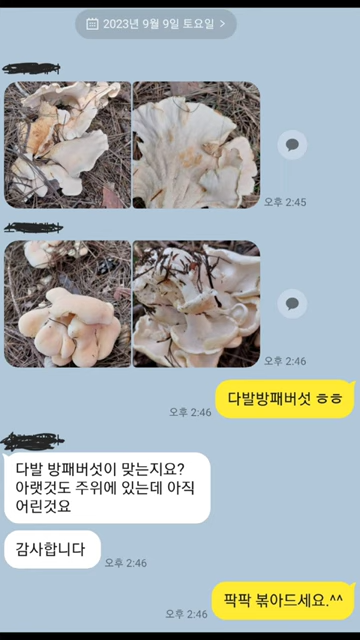 2023년 9월 9일 토요일
오후 2:45
오후 2:46
다발방패버섯 ㅎㅎ
오후 2:46
다발 방패버섯이 맞는지요?
아랫것도 주위에 있는데 아직
어린것요
감사합니다
오후 2:46
팍팍 볶아드세요.^^
오후 2:46